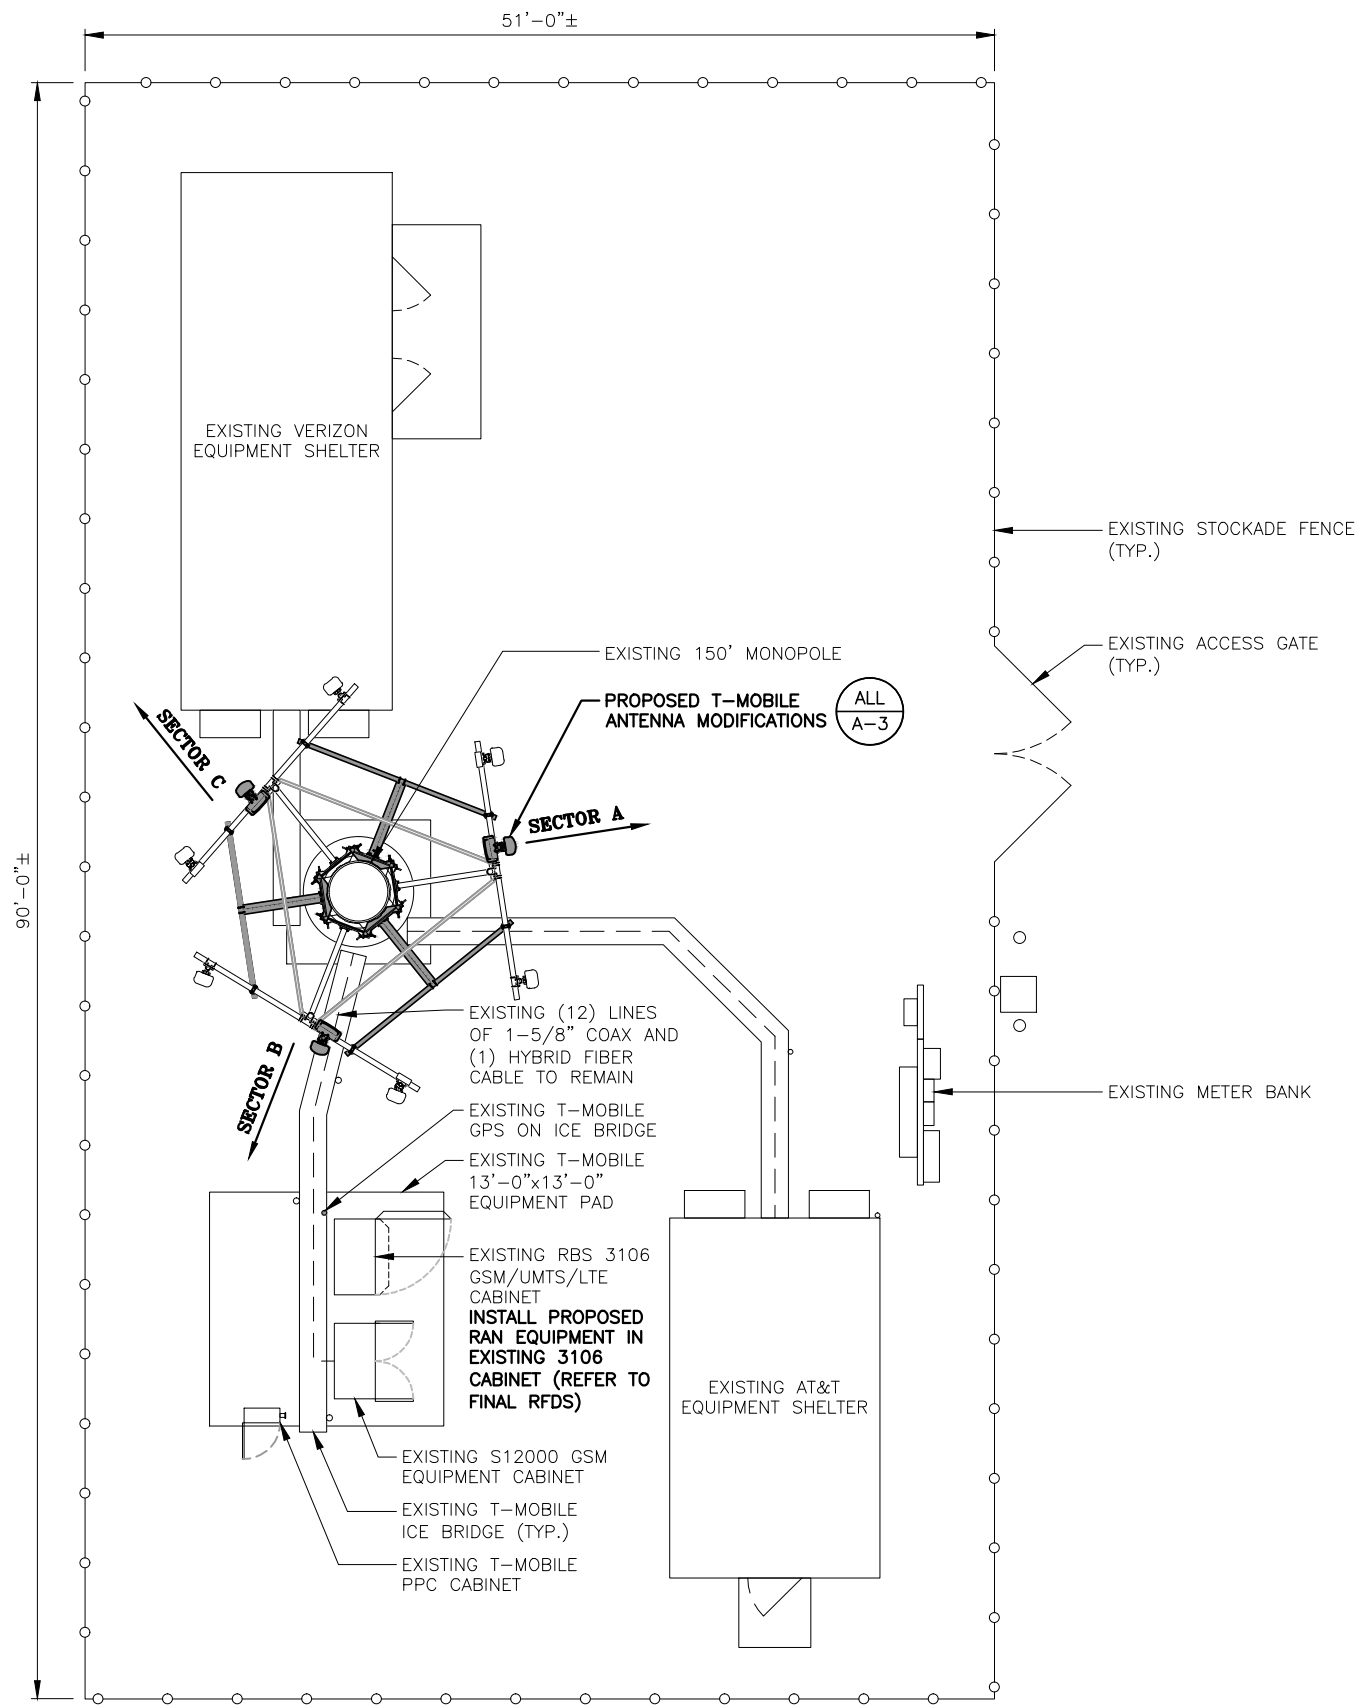 51'-0"±
90'-0"±
EXISTING VERIZON
EQUIPMENT SHELTER
EXISTING STOCKADE FENCE
(TYP.)
EXISTING ACCESS GATE
(TYP.)
EXISTING 150' MONOPOLE
PROPOSED T-MOBILE
ANTENNA MODIFICATIONS
ALL
A-3
SECTOR C
SECTOR A
SECTOR B
EXISTING (12) LINES
OF 1-5/8" COAX AND
(1) HYBRID FIBER
CABLE TO REMAIN
EXISTING METER BANK
EXISTING T-MOBILE
GPS ON ICE BRIDGE
EXISTING T-MOBILE
13'-0"x13'-0"
EQUIPMENT PAD
EXISTING RBS 3106
GSM/UMTS/LTE
CABINET
INSTALL PROPOSED
RAN EQUIPMENT IN
EXISTING 3106
CABINET (REFER TO
FINAL RFDS)
EXISTING AT&T
EQUIPMENT SHELTER
EXISTING S12000 GSM
EQUIPMENT CABINET
EXISTING T-MOBILE
ICE BRIDGE (TYP.)
EXISTING T-MOBILE
PPC CABINET